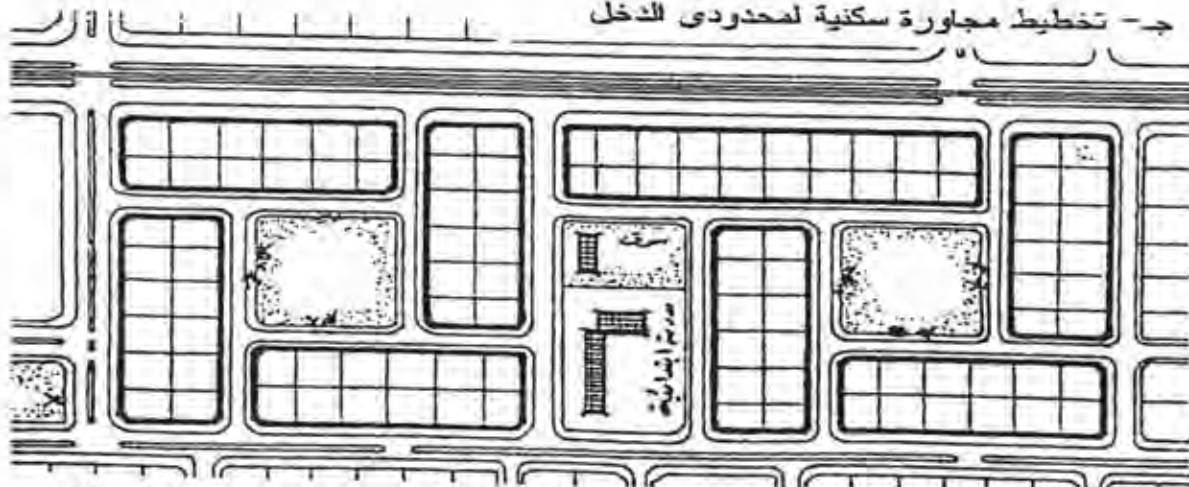 جـ- تخطيط مجاورة سكنية لمحدودى الدخل
سوق
مدرسة ابتدائية